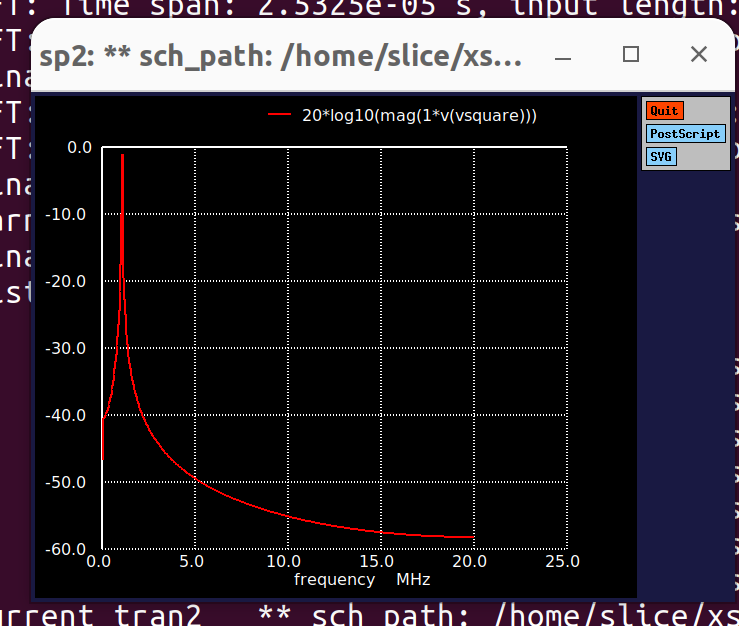 FT: Time span: 2.5325e-05 s, input length:
sp2: ** sch_path: /home/slice/xs...
20*log10(mag(1*v(vsquare)))
Quit
PostScript
SVG
0.0
-10.0
-20.0
-30.0
-40.0
-50.0
-60.0
0.0 5.0 10.0 15.0 20.0 25.0
frequency MHz
urrent tran2 ** sch_path: /home/slice/xs